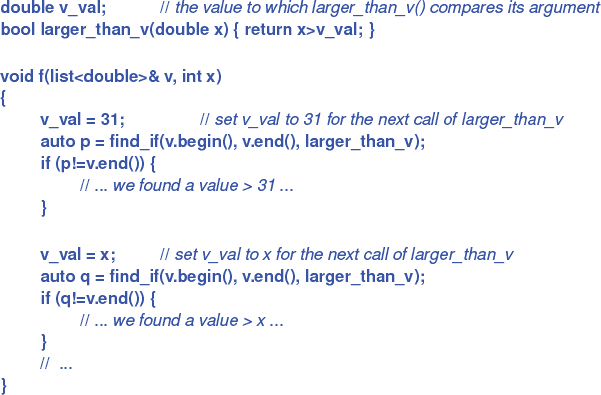 double v_val; // the value to which larger_than_v() compares its argument
bool larger_than_v(double x) { return x>v_val; }
void f(list<double>& v, int x)
{
v_val = 31; // set v_val to 31 for the next call of larger_than_v
auto p = find_if(v.begin(), v.end(), larger_than_v);
if (p!=v.end()) {
// ... we found a value > 31 ...
}
v_val = x; // set v_val to x for the next call of larger_than_v
auto q = find_if(v.begin(), v.end(), larger_than_v);
if (q!=v.end()) {
// ... we found a value > x ...
}
// ...
}